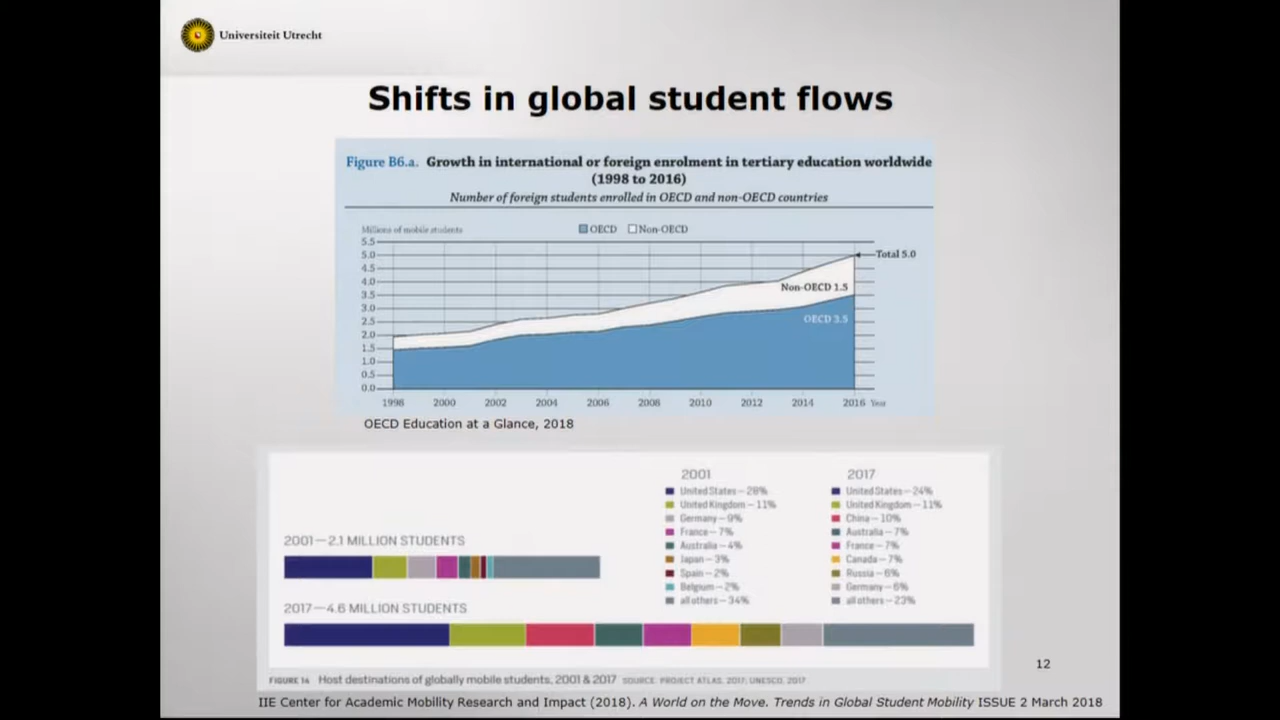 Universiteit Utrecht
Shifts in global student flows
Figure B6.a. Growth in international or foreign enrolment in tertiary education worldwide
(1998 to 2016)
Number of foreign students enrolled in OECD and non-OECD countries
Millions of mobile students
OECD Non-OECD
5.5
5.0
4.5
4.0
3.5
3.0
2.5
2.0
1.5
1.0
0.5
0.0
Total 5.0
Non-OECD 1.5
OECD 3.5
1998 2000 2002 2004 2006 2008 2010 2012 2014 2016 Year
OECD Education at a Glance, 2018
2001
United States – 28%
United Kingdom – 11%
Germany – 9%
France – 7%
Australia – 4%
Japan – 3%
Spain – 2%
Belgium – 2%
all others – 34%
2017
United States – 24%
United Kingdom – 11%
China – 10%
Australia – 7%
France – 7%
Canada – 7%
Russia – 6%
Germany – 6%
all others – 23%
2001—2.1 MILLION STUDENTS
2017—4.6 MILLION STUDENTS
12
FIGURE 14 Host destinations of globally mobile students, 2001 & 2017 SOURCE: PROJECT ATLAS, 2017; UNESCO, 2017
IIE Center for Academic Mobility Research and Impact (2018). A World on the Move. Trends in Global Student Mobility ISSUE 2 March 2018